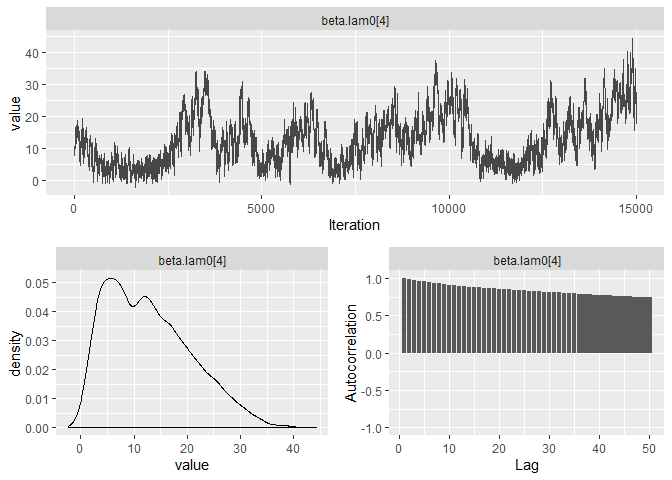 beta.lam0[4]
40
30
20
10
0
value
0 5000 10000 15000
Iteration
beta.lam0[4]
0.05
0.04
0.03
0.02
0.01
0.00
density
0 10 20 30 40
value
beta.lam0[4]
1.0
0.5
0.0
-0.5
-1.0
Autocorrelation
0 10 20 30 40 50
Lag